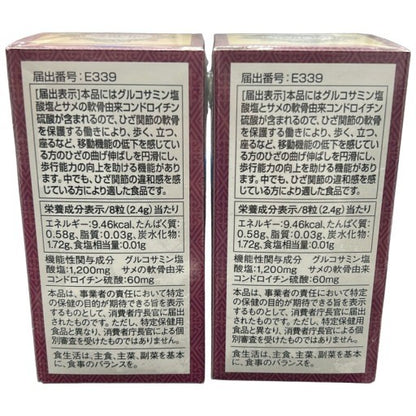 届出番号:E339
[届出表示]本品にはグルコサミン塩
酸塩とサメの軟骨由来コンドロイチン
硫酸が含まれるので、ひざ関節の軟骨
を保護する働きにより、歩く、立つ、
座るなど、移動機能の低下を感じてい
る方のひざの曲げ伸ばしを円滑にし、
歩行能力の向上を助ける機能があり
ます。中でも、ひざ関節の違和感を感
じている方により適した食品です。
栄養成分表示/8粒(2.4g)当たり
エネルギー:9.46kcal、たんぱく質:
0.58g、脂質:0.03g、炭水化物:
1.72g、食塩相当量:0.01g
機能性関与成分 グルコサミン塩
酸塩:1,200mg サメの軟骨由来
コンドロイチン硫酸:60mg
本品は、事業者の責任において特定
の保健の目的が期待できる旨を表示
するものとして、消費者庁長官に届出
されたものです。ただし、特定保健用
食品と異なり、消費者庁長官による個
別審査を受けたものではありません。
食生活は、主食、主菜、副菜を基本
に、食事のバランスを。
届出番号:E339
[届出表示]本品にはグルコサミン塩
酸塩とサメの軟骨由来コンドロイチン
硫酸が含まれるので、ひざ関節の軟骨
を保護する働きにより、歩く、立つ、
座るなど、移動機能の低下を感じてい
る方のひざの曲げ伸ばしを円滑にし、
歩行能力の向上を助ける機能があり
ます。中でも、ひざ関節の違和感を感
じている方により適した食品です。
栄養成分表示/8粒(2.4g)当たり
エネルギー:9.46kcal、たんぱく質:
0.58g、脂質:0.03g、炭水化物:
1.72g、食塩相当量:0.01g
機能性関与成分 グルコサミン塩
酸塩:1,200mg サメの軟骨由来
コンドロイチン硫酸:60mg
本品は、事業者の責任において特定
の保健の目的が期待できる旨を表示
するものとして、消費者庁長官に届出
されたものです。ただし、特定保健用
食品と異なり、消費者庁長官による個
別審査を受けたものではありません。
食生活は、主食、主菜、副菜を基本
に、食事のバランスを。